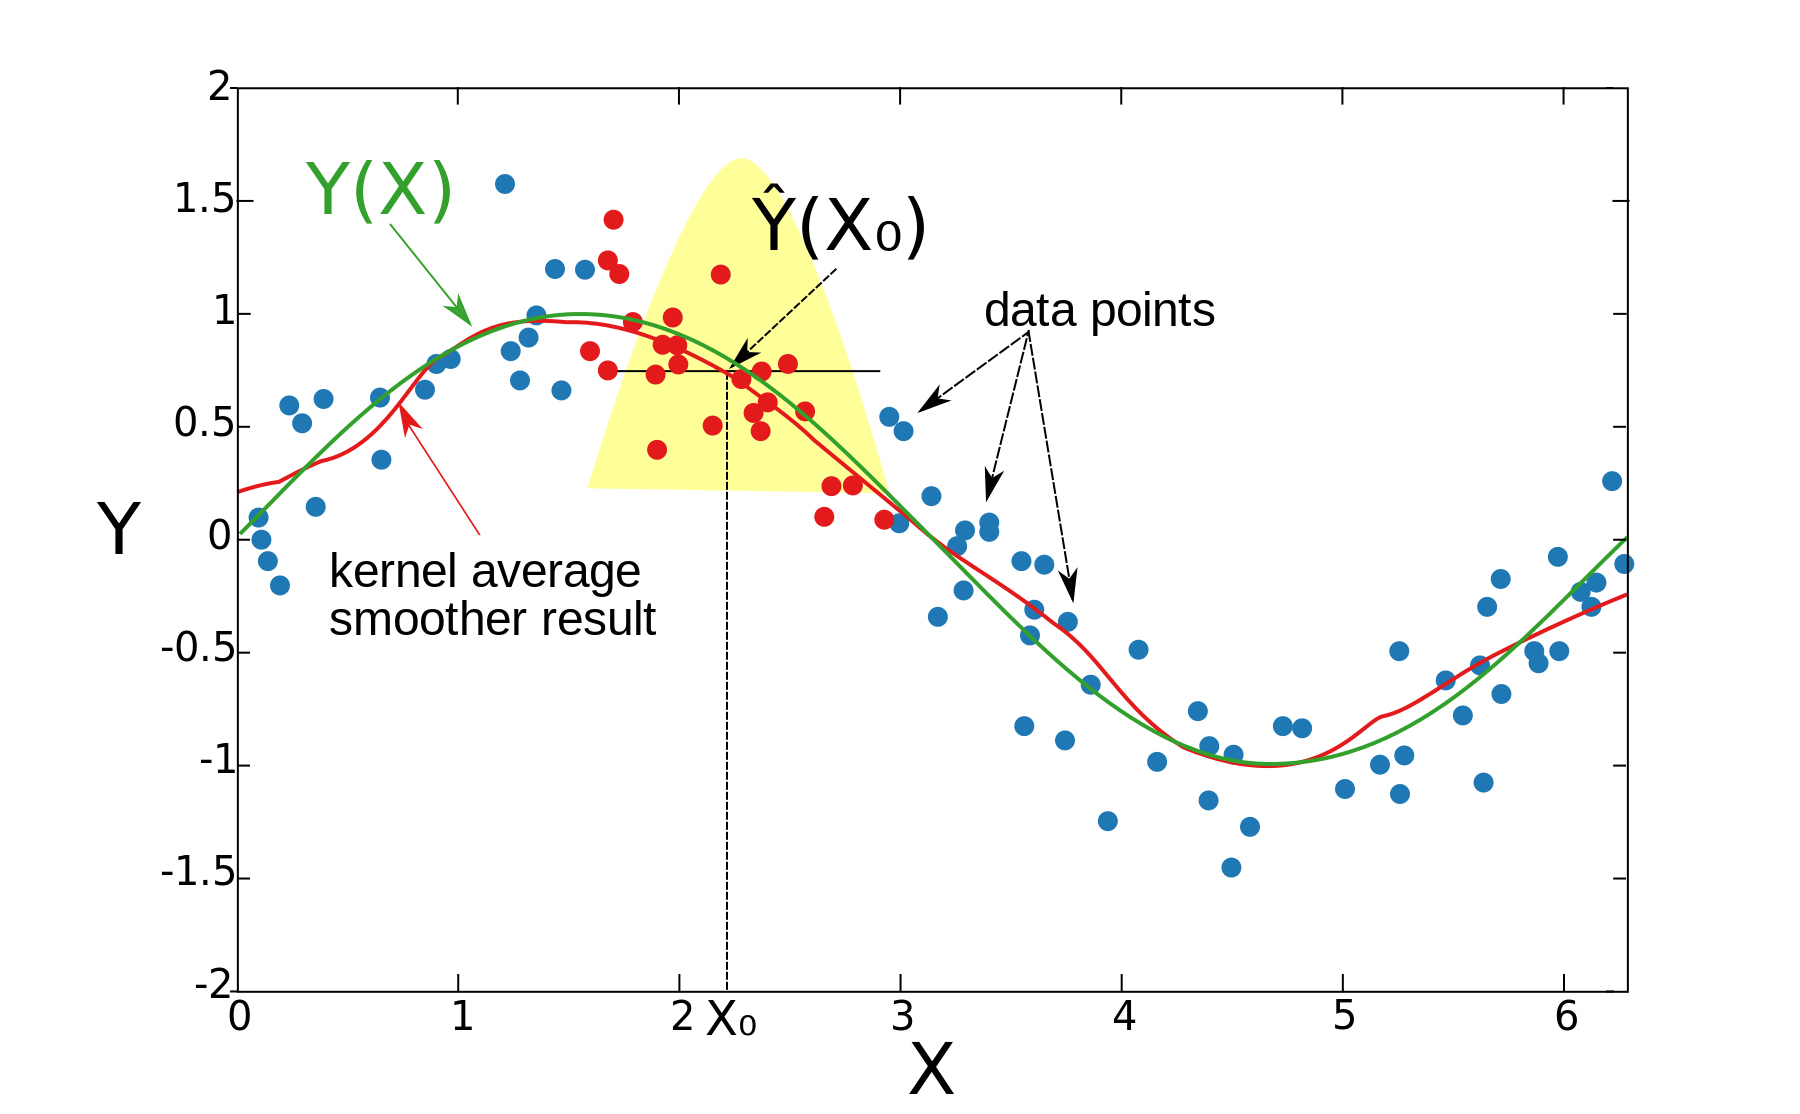 2
1.5
1
0.5
0
-0.5
-1
-1.5
-2
Y
Y(X)
Ŷ(X₀)
data points
kernel average
smoother result
0 1 2 X₀ 3 4 5 6
X